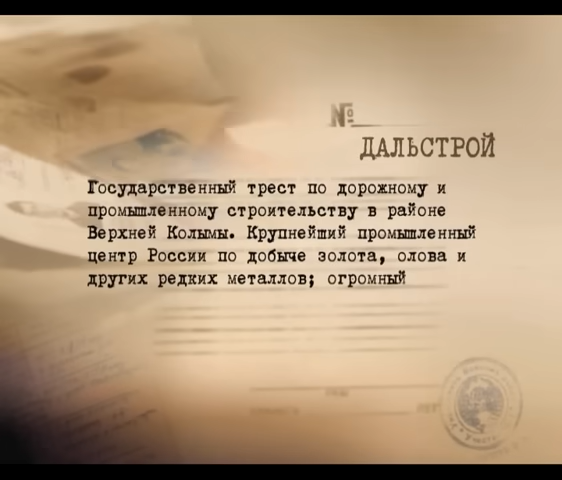 №
ДАЛЬСТРОЙ
Государственный трест по дорожному и
промышленному строительству в районе
Верхней Колымы. Крупнейший промышленный
центр России по добыче золота, олова и
других редких металлов; огромный